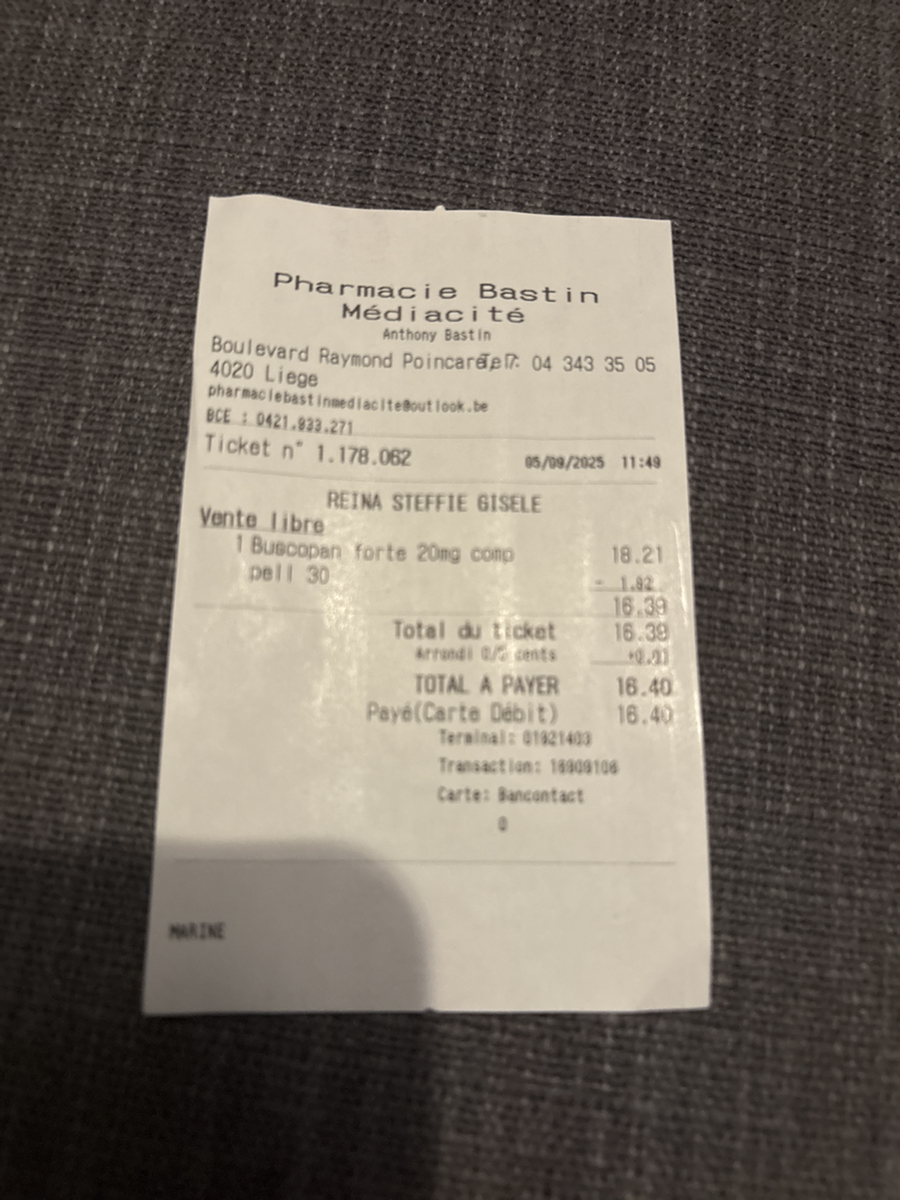 Pharmacie Bastin
Médiacité
Anthony Bastin
Boulevard Raymond Poincaré 7 Tel : 04 343 35 05
4020 Liege
pharmaciebastinmediacite@outlook.be
BCE : 0421.933.271
Ticket n° 1.178.062 05/09/2025 11:49
REINA STEFFIE GISELE
Vente libre
1 Buscopan forte 20mg comp 18.21
pell 30
- 1.82
16.39
Total du ticket 16.39
Arrondi 0/5 cents +0.01
TOTAL A PAYER 16.40
Payé(Carte Débit) 16.40
Terminal: 01921403
Transaction:
Carte: Bancontact
0
MARINE